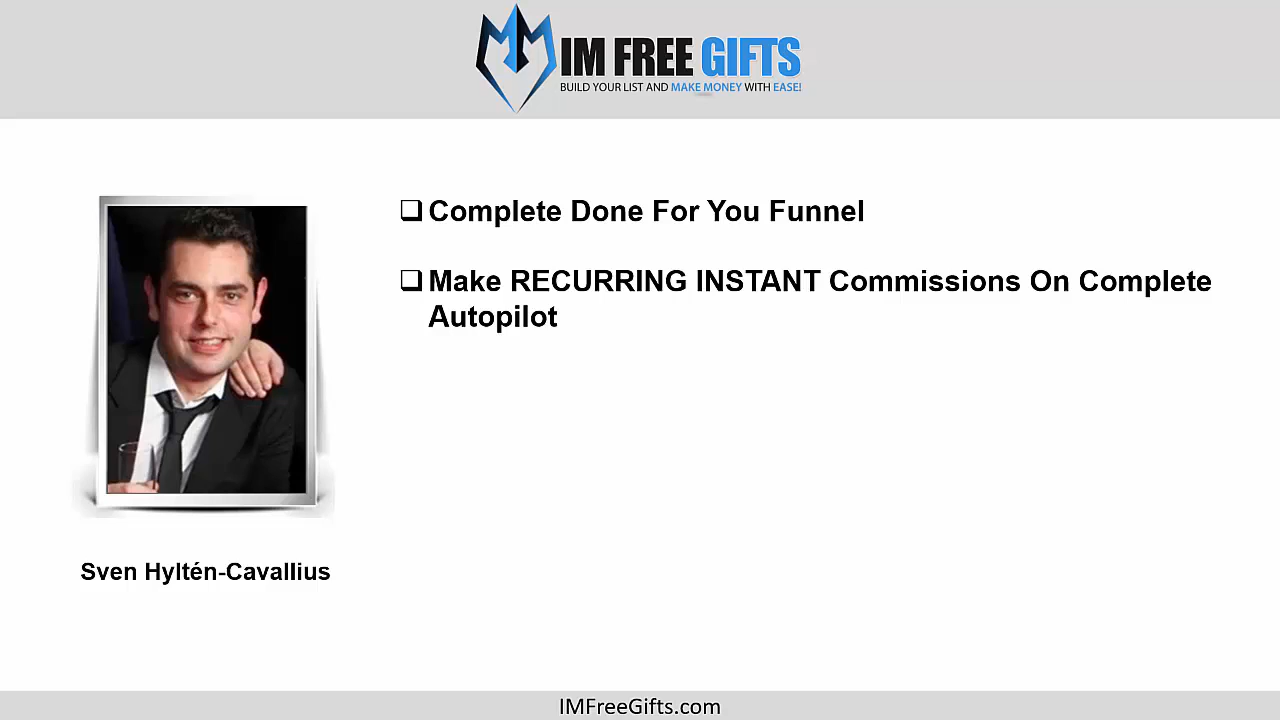 IM FREE GIFTS
BUILD YOUR LIST AND MAKE MONEY WITH EASE!
Complete Done For You Funnel
Make RECURRING INSTANT Commissions On Complete
Autopilot
Sven Hyltén-Cavallius
IMFreeGifts.com